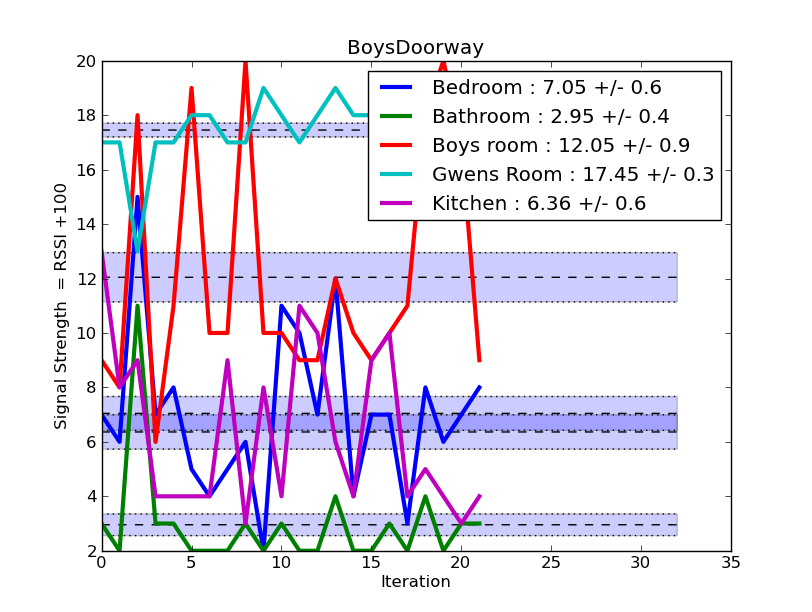 BoysDoorway
Signal Strength = RSSI +100
20
18
16
14
12
10
8
6
4
2
Bedroom : 7.05 +/- 0.6
Bathroom : 2.95 +/- 0.4
Boys room : 12.05 +/- 0.9
Gwens Room : 17.45 +/- 0.3
Kitchen : 6.36 +/- 0.6
0 5 10 15 20 25 30 35
Iteration